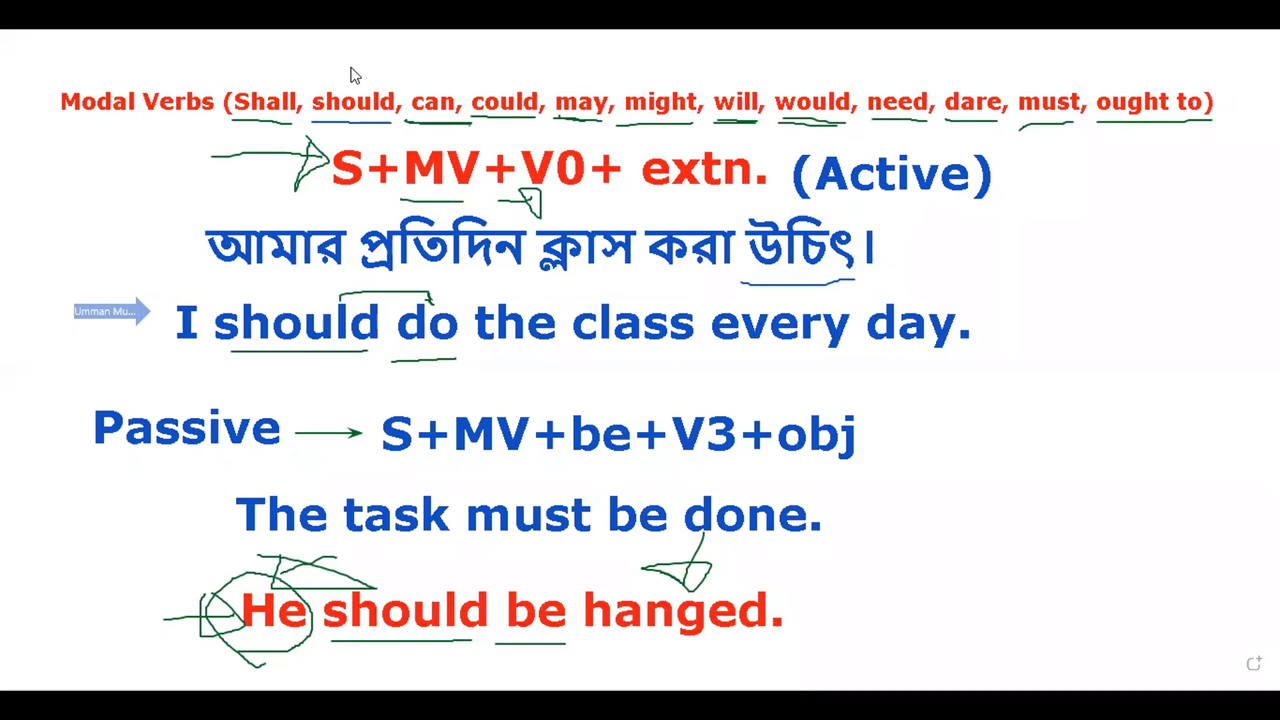 Modal Verbs (Shall, should, can, could, may, might, will, would, need, dare, must, ought to)
S+MV+V0+ extn. (Active)
আমার প্রতিদিন ক্লাস করা উচিৎ।
Umman Mu...
I should do the class every day.
Passive → S+MV+be+V3+obj
The task must be done.
He should be hanged.